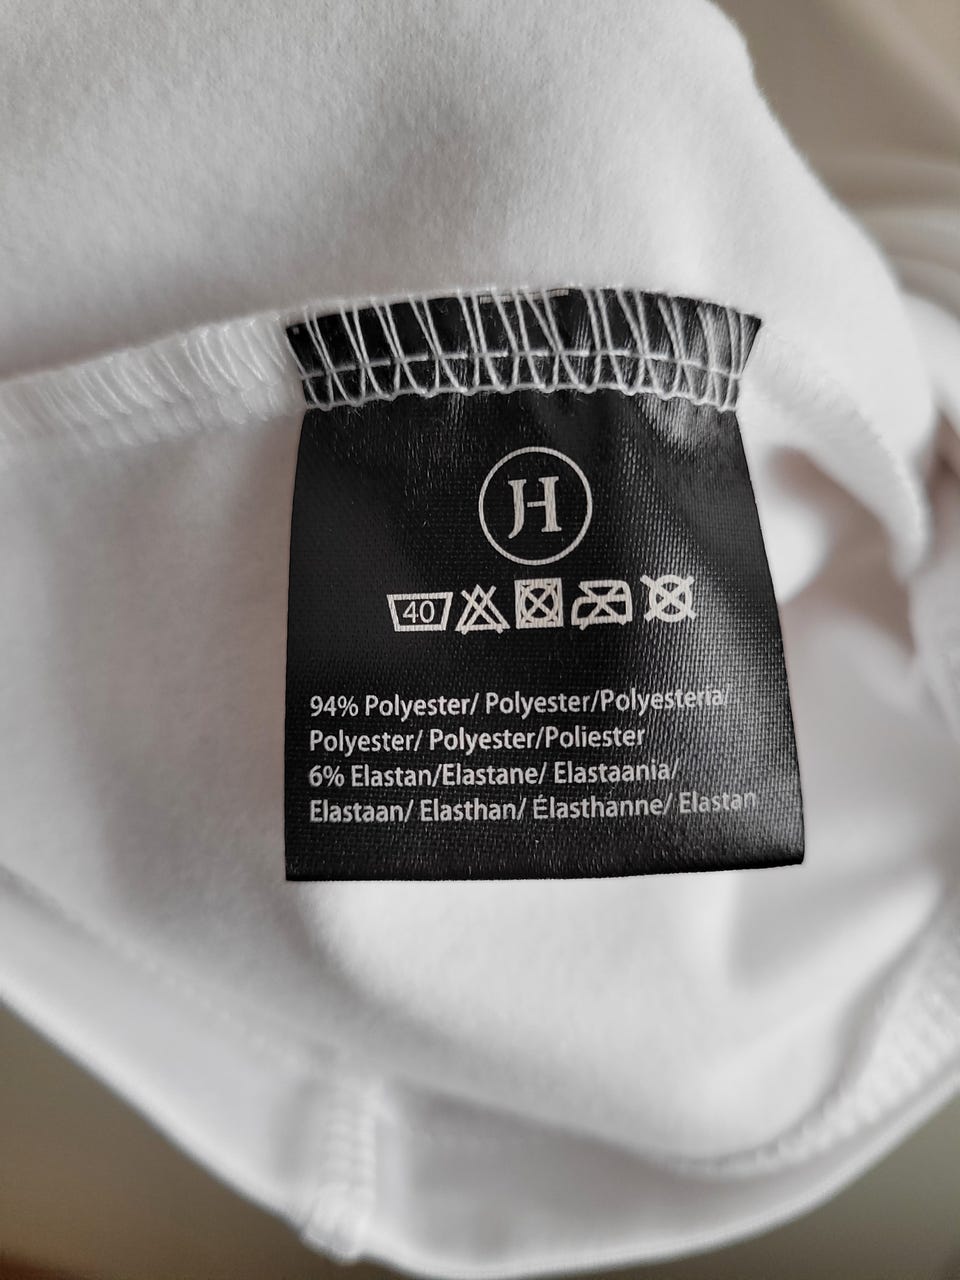 JH
40
94% Polyester/ Polyester/Polyesteria/
Polyester/ Polyester/Poliester
6% Elastan/Elastane/ Elastaania/
Elastaan/ Elasthan/ Élasthanne/ Elastan